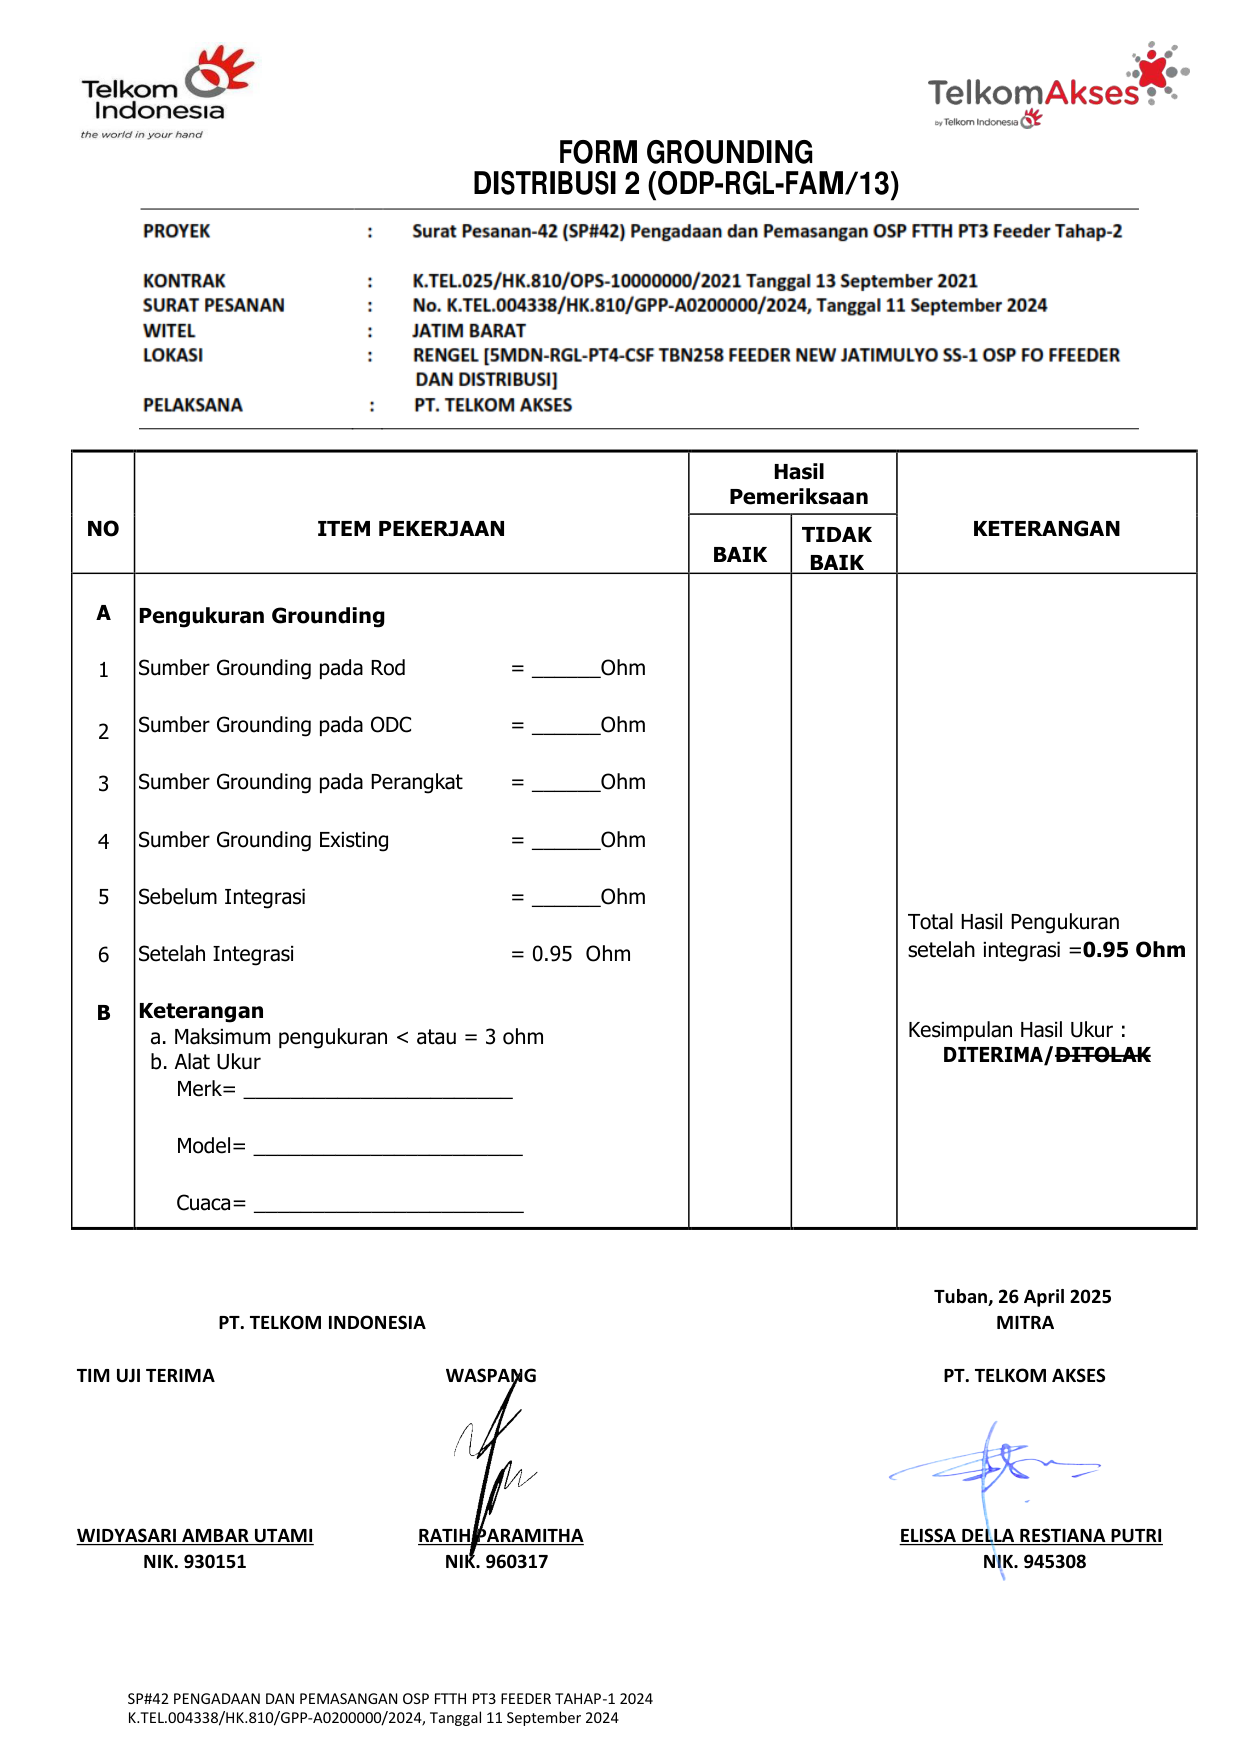 Telkom
Indonesia
the world in your hand
TelkomAkses
by Telkom Indonesia
FORM GROUNDING
DISTRIBUSI 2 (ODP-RGL-FAM/13)
PROYEK : Surat Pesanan-42 (SP#42) Pengadaan dan Pemasangan OSP FTTH PT3 Feeder Tahap-2
KONTRAK : K.TEL.025/HK.810/OPS-10000000/2021 Tanggal 13 September 2021
SURAT PESANAN : No. K.TEL.004338/HK.810/GPP-A0200000/2024, Tanggal 11 September 2024
WITEL : JATIM BARAT
LOKASI : RENGEL [5MDN-RGL-PT4-CSF TBN258 FEEDER NEW JATIMULYO SS-1 OSP FO FFEEDER
DAN DISTRIBUSI]
PELAKSANA : PT. TELKOM AKSES
NO ITEM PEKERJAAN Hasil Pemeriksaan KETERANGAN
BAIK TIDAK BAIK
A Pengukuran Grounding
1 Sumber Grounding pada Rod = ______Ohm
2 Sumber Grounding pada ODC = ______Ohm
3 Sumber Grounding pada Perangkat = ______Ohm
4 Sumber Grounding Existing = ______Ohm
5 Sebelum Integrasi = ______Ohm
6 Setelah Integrasi = 0.95 Ohm
Total Hasil Pengukuran
setelah integrasi =0.95 Ohm
B Keterangan
a. Maksimum pengukuran < atau = 3 ohm
b. Alat Ukur
Merk= ________________________
Model= ________________________
Cuaca= ________________________
Kesimpulan Hasil Ukur :
DITERIMA/DITOLAK
Tuban, 26 April 2025
PT. TELKOM INDONESIA MITRA
TIM UJI TERIMA WASPANG PT. TELKOM AKSES
WIDYASARI AMBAR UTAMI RATIH PARAMITHA ELISSA DELLA RESTIANA PUTRI
NIK. 930151 NIK. 960317 NIK. 945308
SP#42 PENGADAAN DAN PEMASANGAN OSP FTTH PT3 FEEDER TAHAP-1 2024
K.TEL.004338/HK.810/GPP-A0200000/2024, Tanggal 11 September 2024